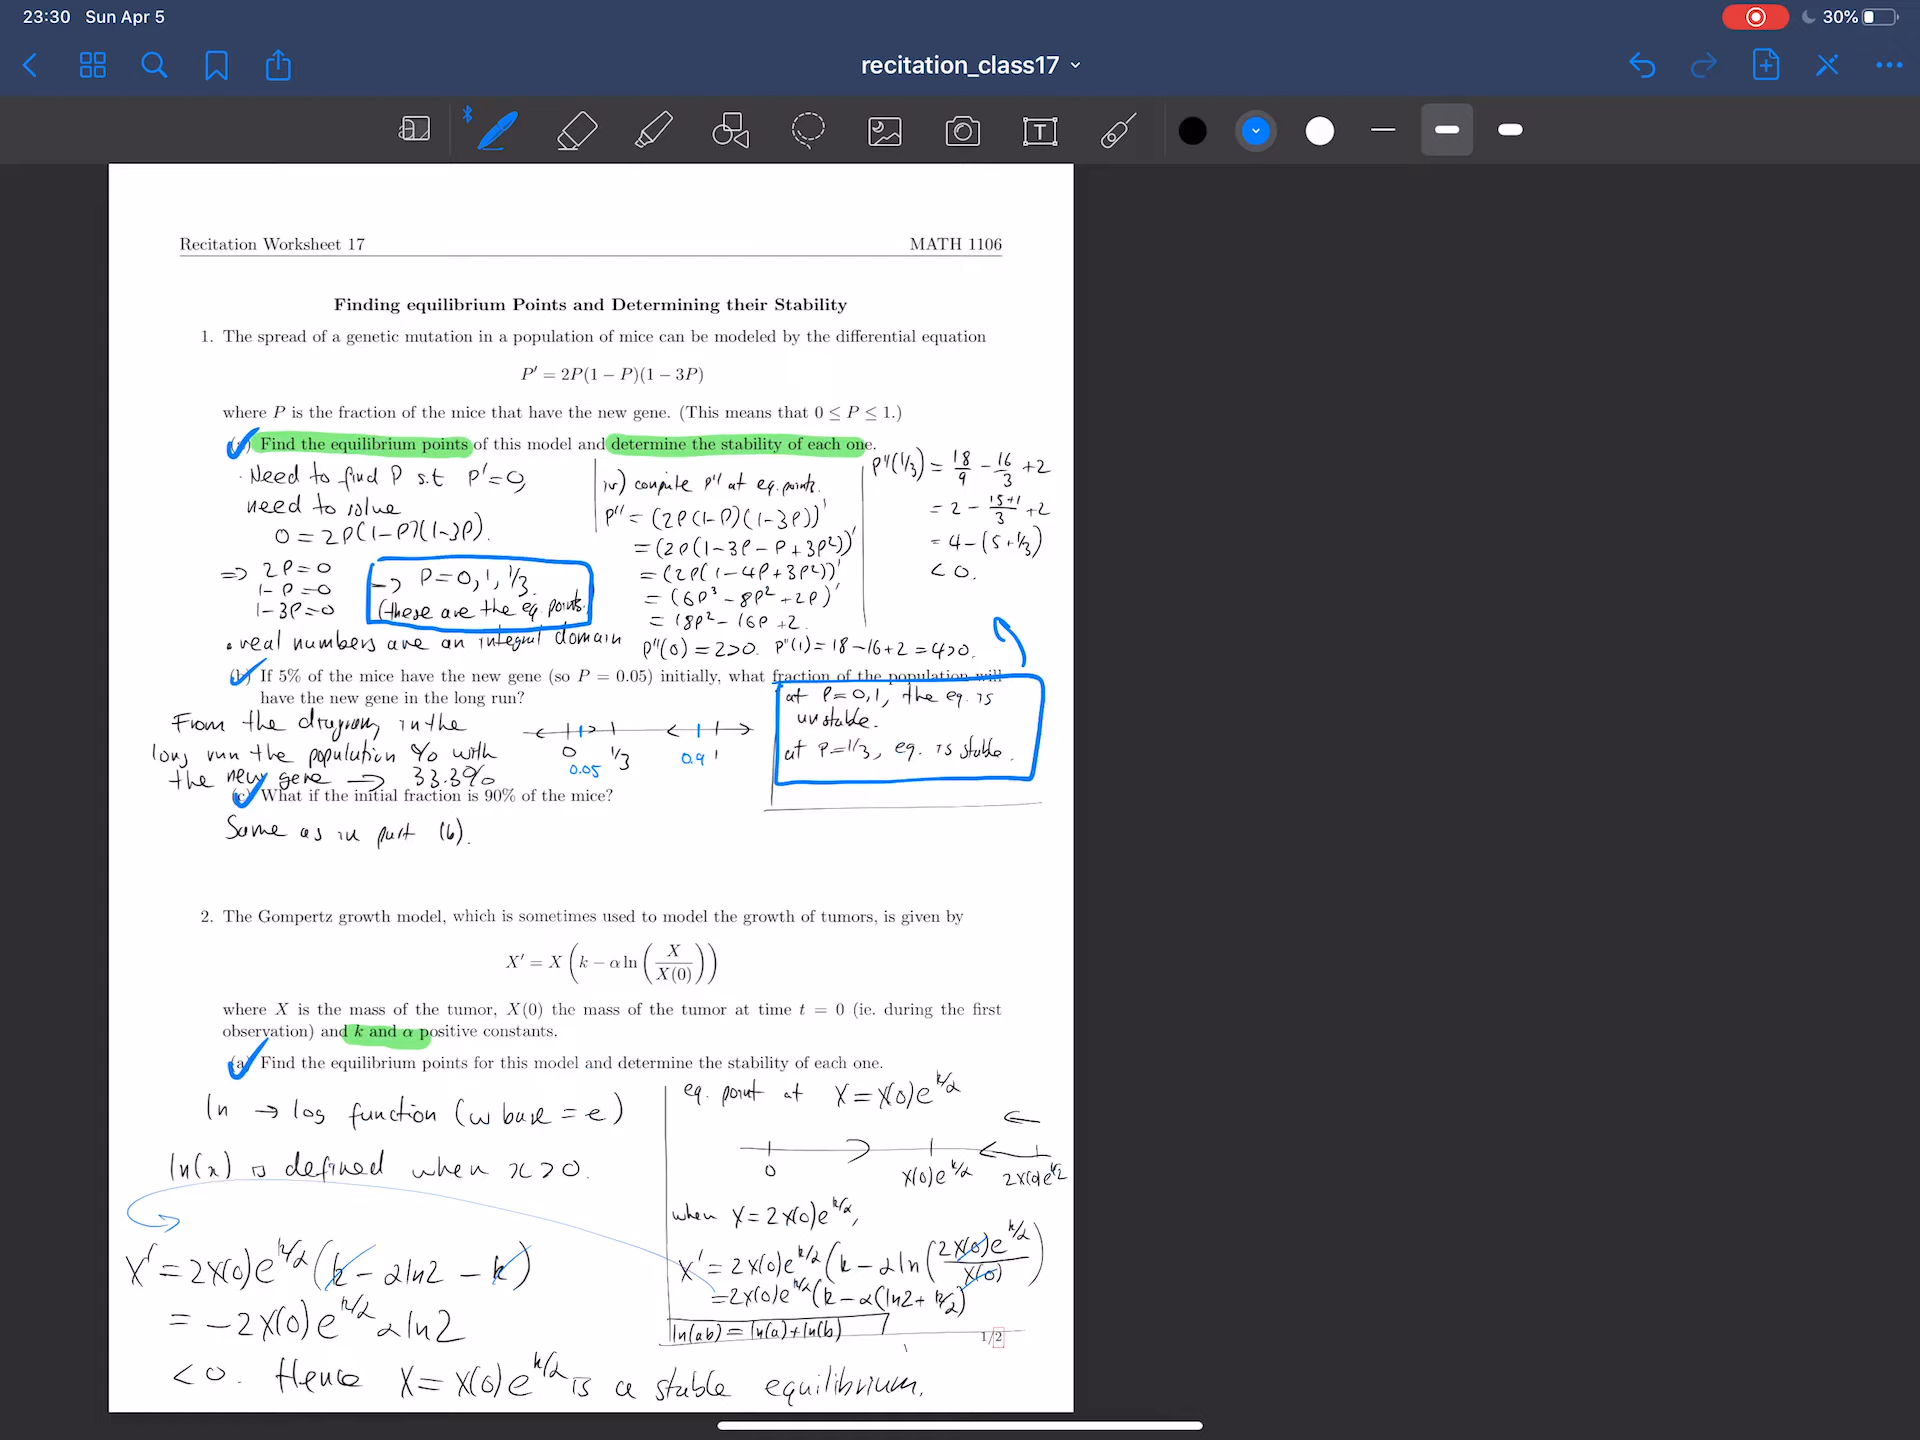 23:30 Sun Apr 5
30%
recitation_class17
Recitation Worksheet 17 MATH 1106
Finding equilibrium Points and Determining their Stability
1. The spread of a genetic mutation in a population of mice can be modeled by the differential equation
P′ = 2P(1 − P)(1 − 3P)
where P is the fraction of the mice that have the new gene. (This means that 0 ≤ P ≤ 1.)
(a) Find the equilibrium points of this model and determine the stability of each one.
· Need to find P s.t P'=0,
need to solve
0 = 2P(1-P)(1-3P).
=> 2P=0
1-P=0
1-3P=0
-> P=0,1,1/3.
(these are the eq. points.
• real numbers are an integral domain
iv) compute P'' at eq. points.
P'' = (2P(1-P)(1-3P))'
= (2P(1-3P-P+3P²))'
= (2P(1-4P+3P²))'
= (6P³-8P²+2P)'
= 18P²-16P+2.
P''(0)=2>0. P''(1)=18-16+2=4>0.
P''(1/3) = 18/9 - 16/3 + 2
= 2 - 15+1/3 + 2
= 4-(5+1/3)
<0.
(b) If 5% of the mice have the new gene (so P = 0.05) initially, what fraction of the population will
have the new gene in the long run?
From the diagram, in the
long run the population % with
the new gene -> 33.3%
0 1/3 1
0.05 0.9
at P=0,1, the eq. is
unstable.
at P=1/3, eq. is stable.
(c) What if the initial fraction is 90% of the mice?
Same as in part (b).
2. The Gompertz growth model, which is sometimes used to model the growth of tumors, is given by
X′ = X (k − α ln (X/X(0)))
where X is the mass of the tumor, X(0) the mass of the tumor at time t = 0 (ie. during the first
observation) and k and α positive constants.
(a) Find the equilibrium points for this model and determine the stability of each one.
ln -> log function (w base = e)
ln(x) is defined when x>0.
X' = 2X(0)e^k/α (k - αln2 - k)
= -2X(0)e^k/α αln2
<0. Hence X = X(0)e^k/α is a stable equilibrium.
eq. point at X = X(0)e^k/α
0 X(0)e^k/α 2X(0)e^k/α
when X = 2X(0)e^k/α,
X' = 2X(0)e^k/α (k - αln(2X(0)e^k/α / X(0)))
= 2X(0)e^k/α (k - α(ln2 + k/α)
ln(ab) = ln(a)+ln(b)
1/2